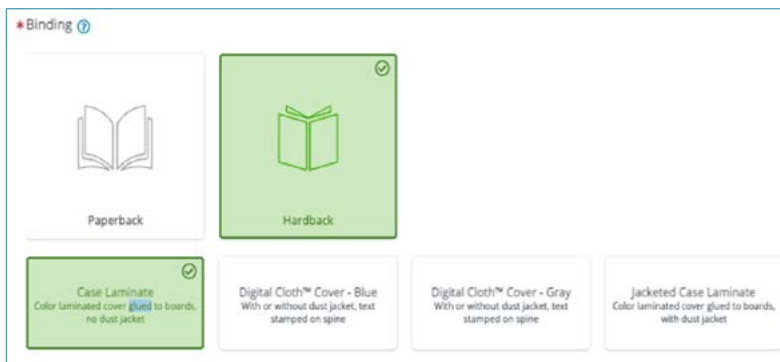 *Binding ?
Paperback
Hardback
Case Laminate
Color laminated cover glued to boards,
no dust jacket
Digital Cloth™ Cover - Blue
With or without dust jacket, text
stamped on spine
Digital Cloth™ Cover - Gray
With or without dust jacket, text
stamped on spine
Jacketed Case Laminate
Color laminated cover glued to boards,
with dust jacket